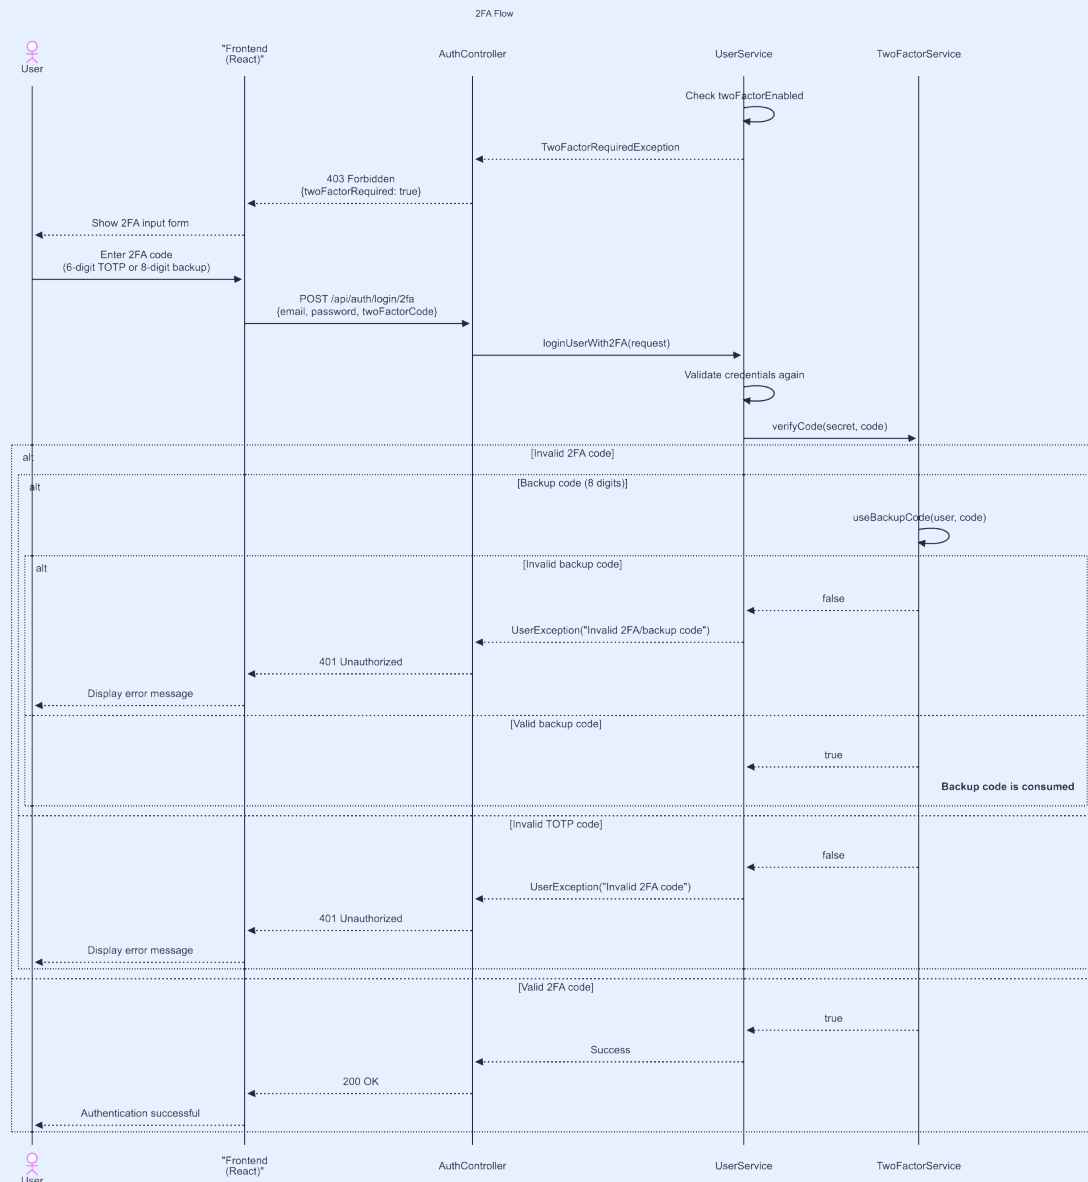 2FA Flow
"Frontend
(React)"
AuthController
UserService
TwoFactorService
User
Check twoFactorEnabled
TwoFactorRequiredException
403 Forbidden
{twoFactorRequired: true}
Show 2FA input form
Enter 2FA code
(6-digit TOTP or 8-digit backup)
POST /api/auth/login/2fa
{email, password, twoFactorCode}
loginUserWith2FA(request)
Validate credentials again
verifyCode(secret, code)
alt
[Invalid 2FA code]
alt
[Backup code (8 digits)]
useBackupCode(user, code)
alt
[Invalid backup code]
false
UserException("Invalid 2FA/backup code")
401 Unauthorized
Display error message
[Valid backup code]
true
Backup code is consumed
[Invalid TOTP code]
false
UserException("Invalid 2FA code")
401 Unauthorized
Display error message
[Valid 2FA code]
true
Success
200 OK
Authentication successful
"Frontend
(React)"
AuthController
UserService
TwoFactorService
User